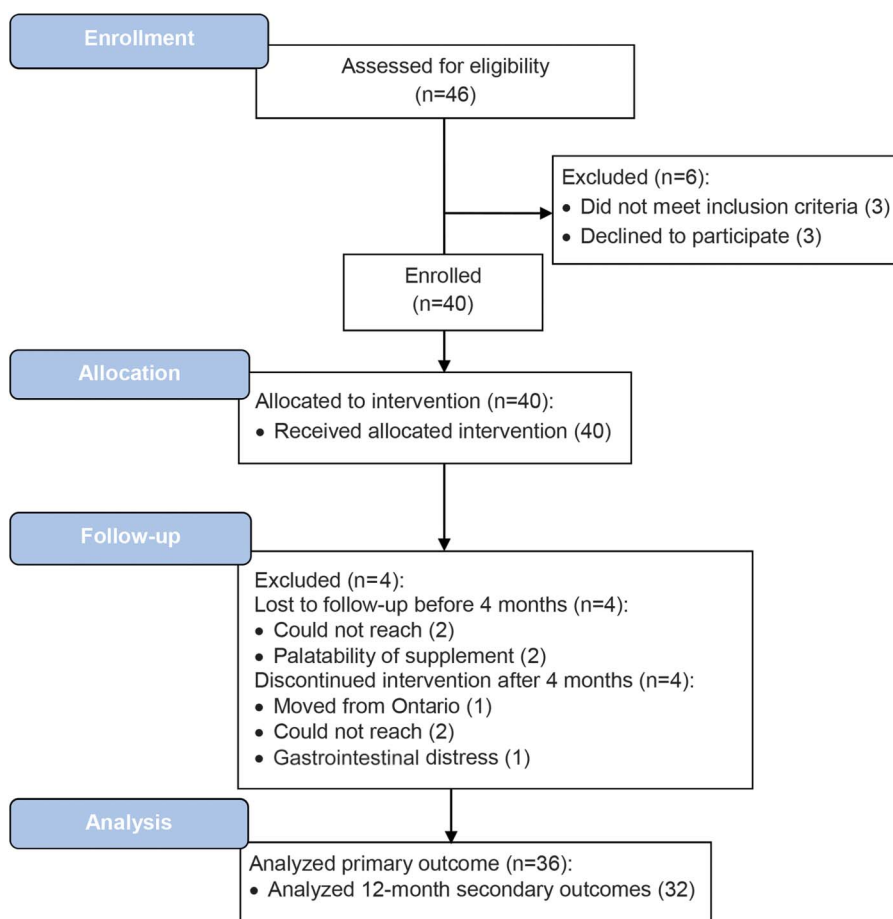 Enrollment
Assessed for eligibility
(n=46)
Excluded (n=6):
• Did not meet inclusion criteria (3)
• Declined to participate (3)
Enrolled
(n=40)
Allocation
Allocated to intervention (n=40):
• Received allocated intervention (40)
Follow-up
Excluded (n=4):
Lost to follow-up before 4 months (n=4):
• Could not reach (2)
• Palatability of supplement (2)
Discontinued intervention after 4 months (n=4):
• Moved from Ontario (1)
• Could not reach (2)
• Gastrointestinal distress (1)
Analysis
Analyzed primary outcome (n=36):
• Analyzed 12-month secondary outcomes (32)